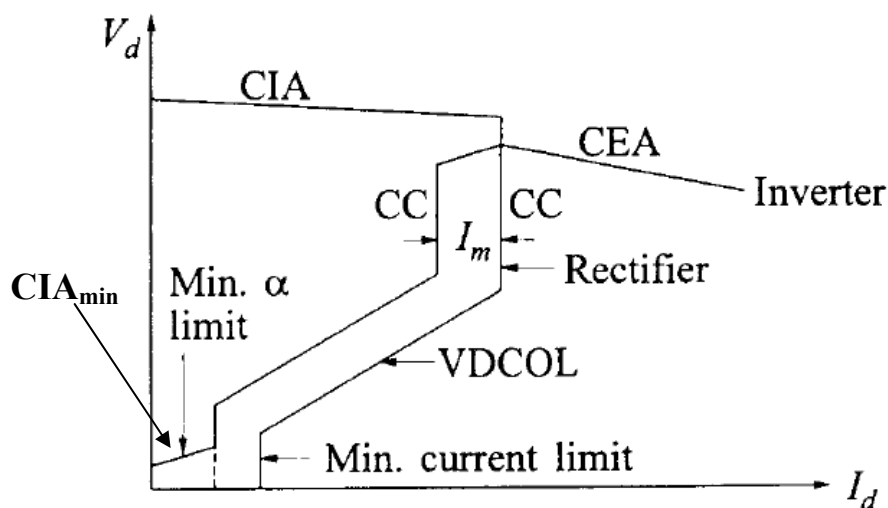 V_d
CIA
CEA
Inverter
CC
CC
I_m
Rectifier
CIA_min
Min. α
limit
VDCOL
Min. current limit
I_d